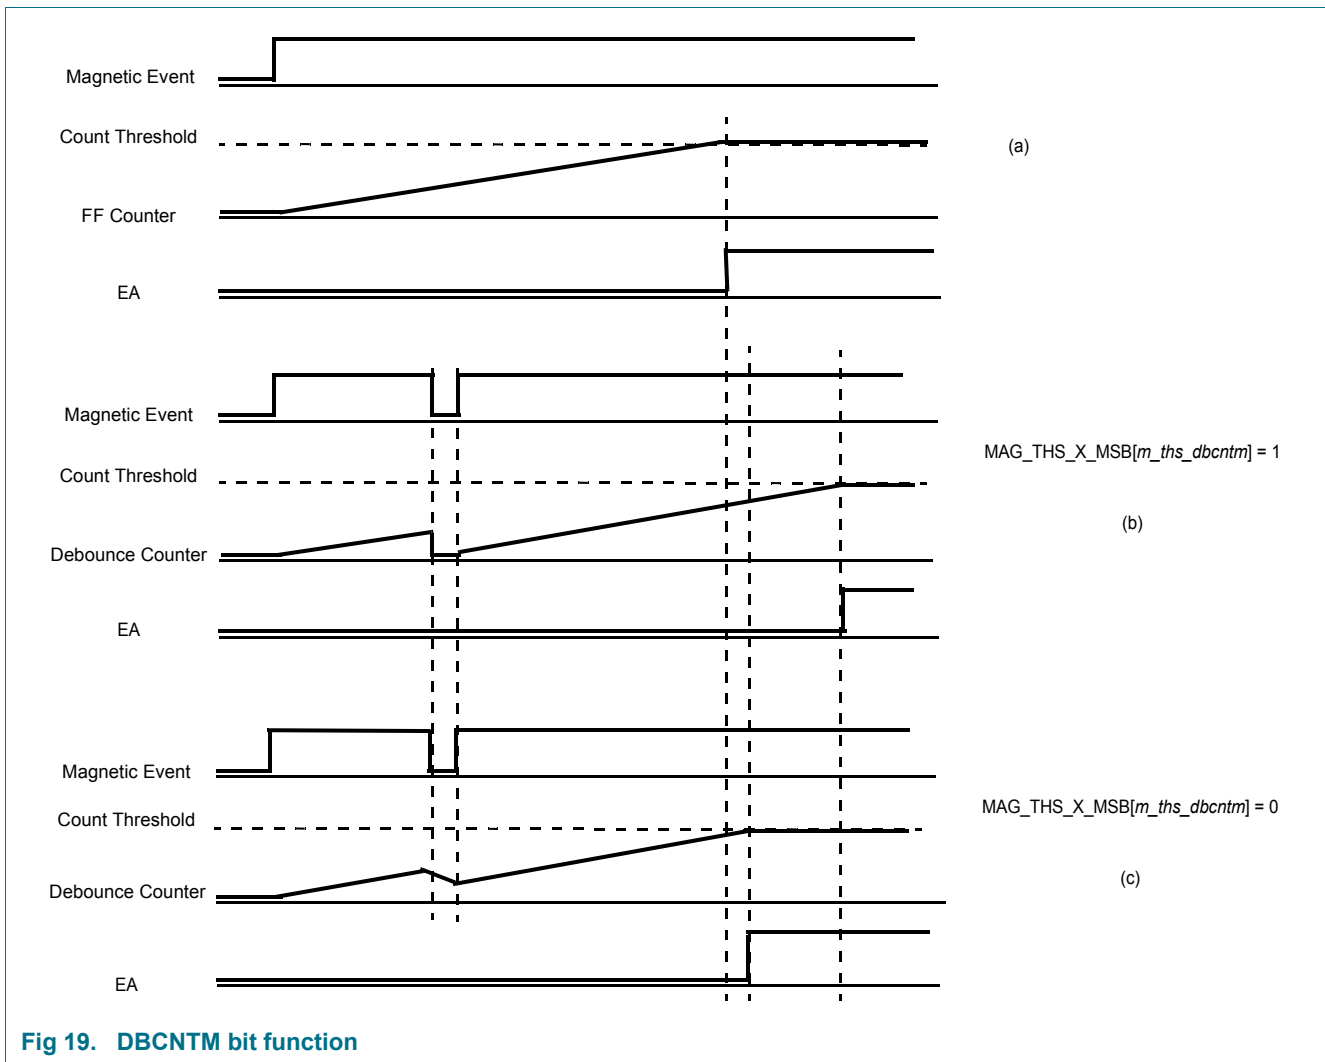 Magnetic Event
Count Threshold
(a)
FF Counter
EA
Magnetic Event
MAG_THS_X_MSB[m_ths_dbcntm] = 1
Count Threshold
(b)
Debounce Counter
EA
Magnetic Event
MAG_THS_X_MSB[m_ths_dbcntm] = 0
Count Threshold
(c)
Debounce Counter
EA
Fig 19. DBCNTM bit function